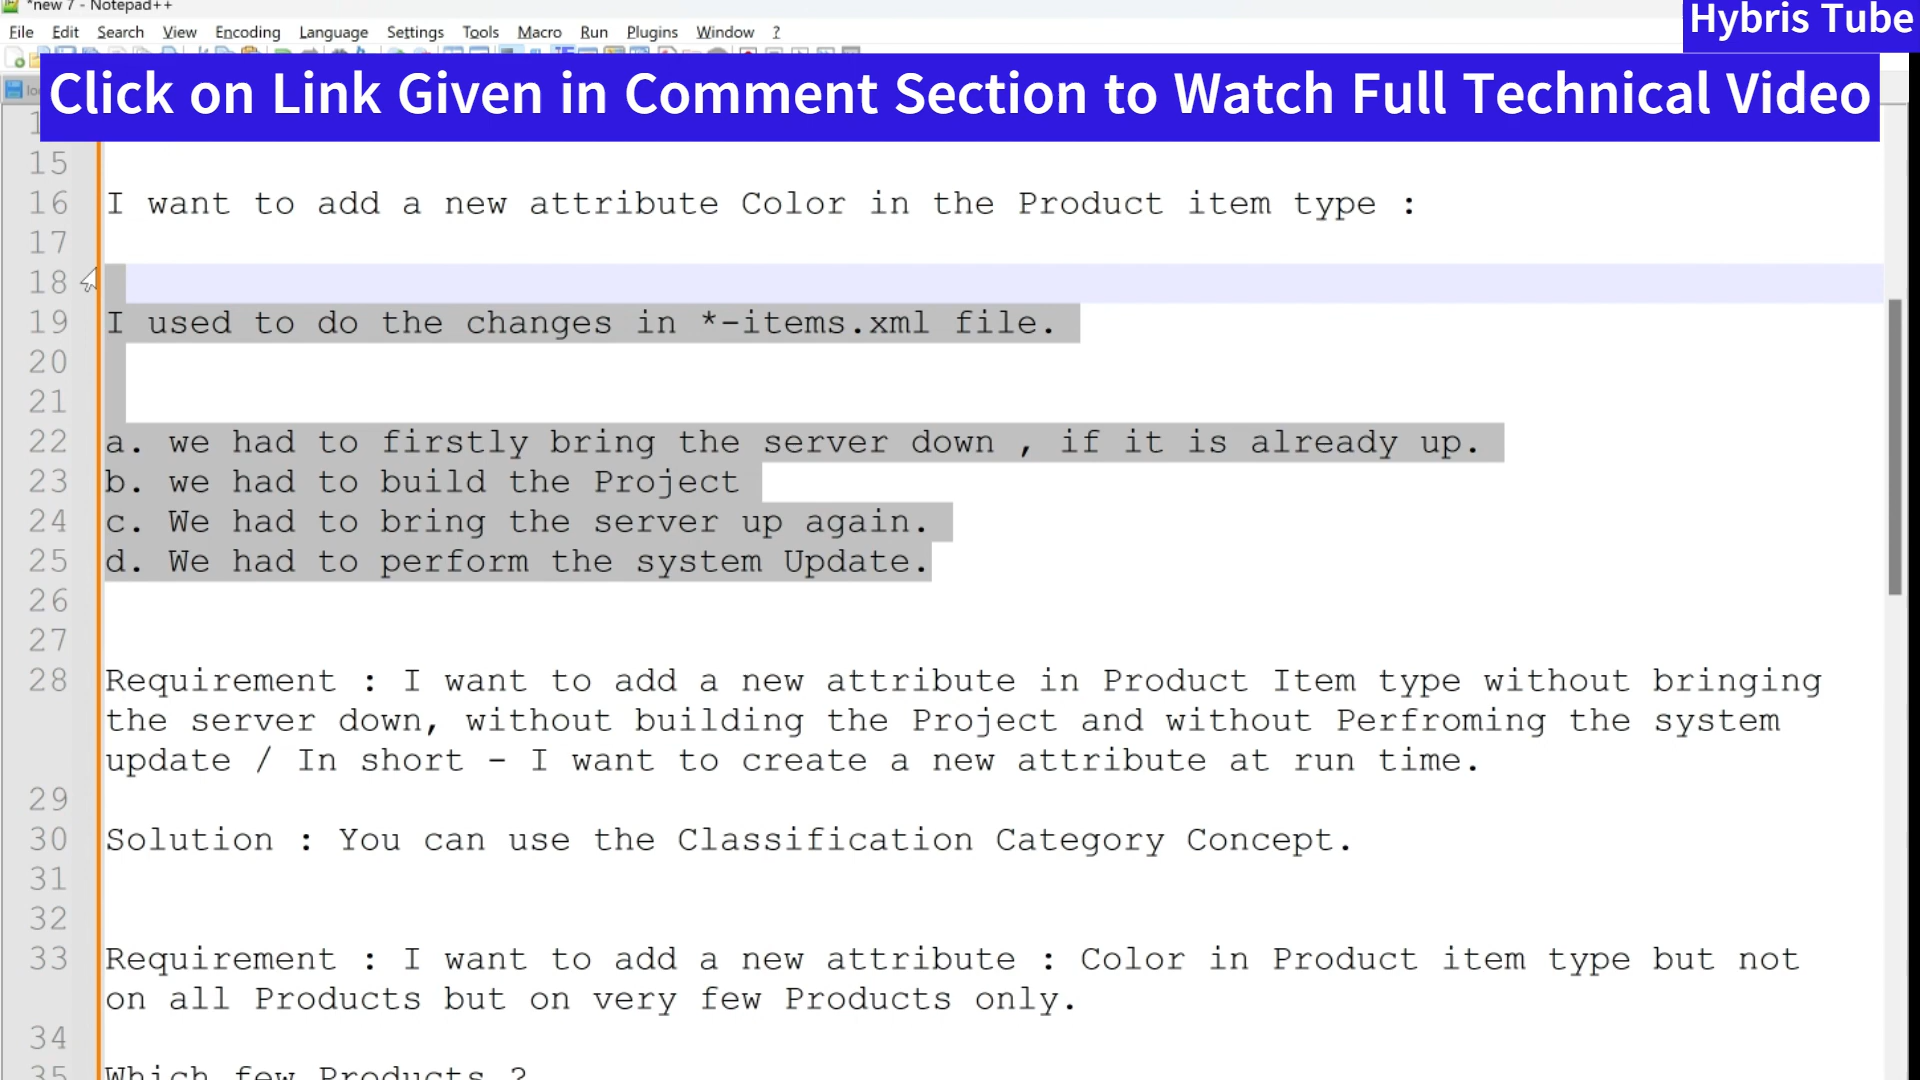 *new 7 - Notepad++
Hybris Tube
File Edit Search View Encoding Language Settings Tools Macro Run Plugins Window ?
Click on Link Given in Comment Section to Watch Full Technical Video
15
16 I want to add a new attribute Color in the Product item type :
17
18
19 I used to do the changes in *-items.xml file.
20
21
22 a. we had to firstly bring the server down , if it is already up.
23 b. we had to build the Project
24 c. We had to bring the server up again.
25 d. We had to perform the system Update.
26
27
28 Requirement : I want to add a new attribute in Product Item type without bringing
the server down, without building the Project and without Perfroming the system
update / In short - I want to create a new attribute at run time.
29
30 Solution : You can use the Classification Category Concept.
31
32
33 Requirement : I want to add a new attribute : Color in Product item type but not
on all Products but on very few Products only.
34
35 Which few Products ?